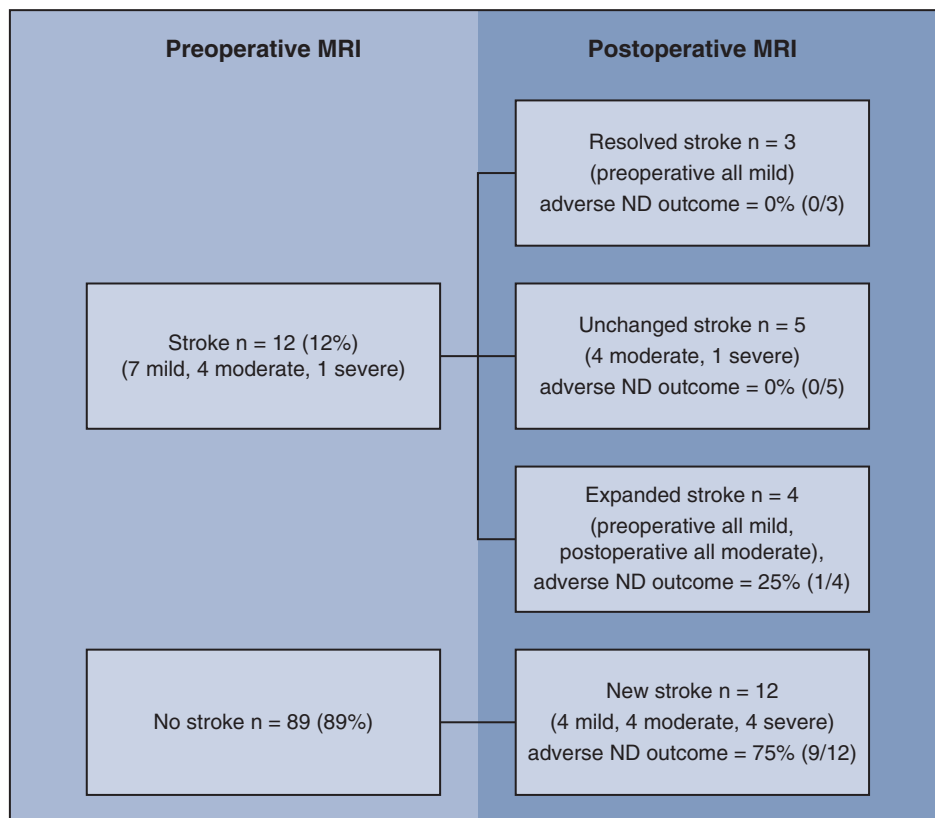 Preoperative MRI
Postoperative MRI
Stroke n = 12 (12%)
(7 mild, 4 moderate, 1 severe)
Resolved stroke n = 3
(preoperative all mild)
adverse ND outcome = 0% (0/3)
Unchanged stroke n = 5
(4 moderate, 1 severe)
adverse ND outcome = 0% (0/5)
Expanded stroke n = 4
(preoperative all mild,
postoperative all moderate),
adverse ND outcome = 25% (1/4)
No stroke n = 89 (89%)
New stroke n = 12
(4 mild, 4 moderate, 4 severe)
adverse ND outcome = 75% (9/12)